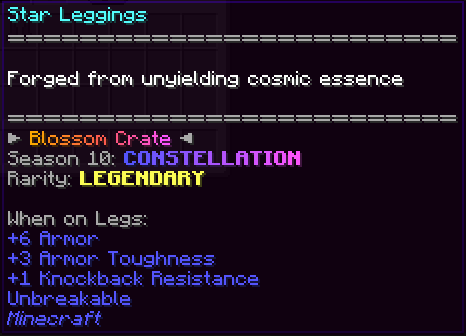 Star Leggings
================================
Forged from unyielding cosmic essence
================================
► Blossom Crate ◄
Season 10: CONSTELLATION
Rarity: LEGENDARY
When on Legs:
+6 Armor
+3 Armor Toughness
+1 Knockback Resistance
Unbreakable
Minecraft